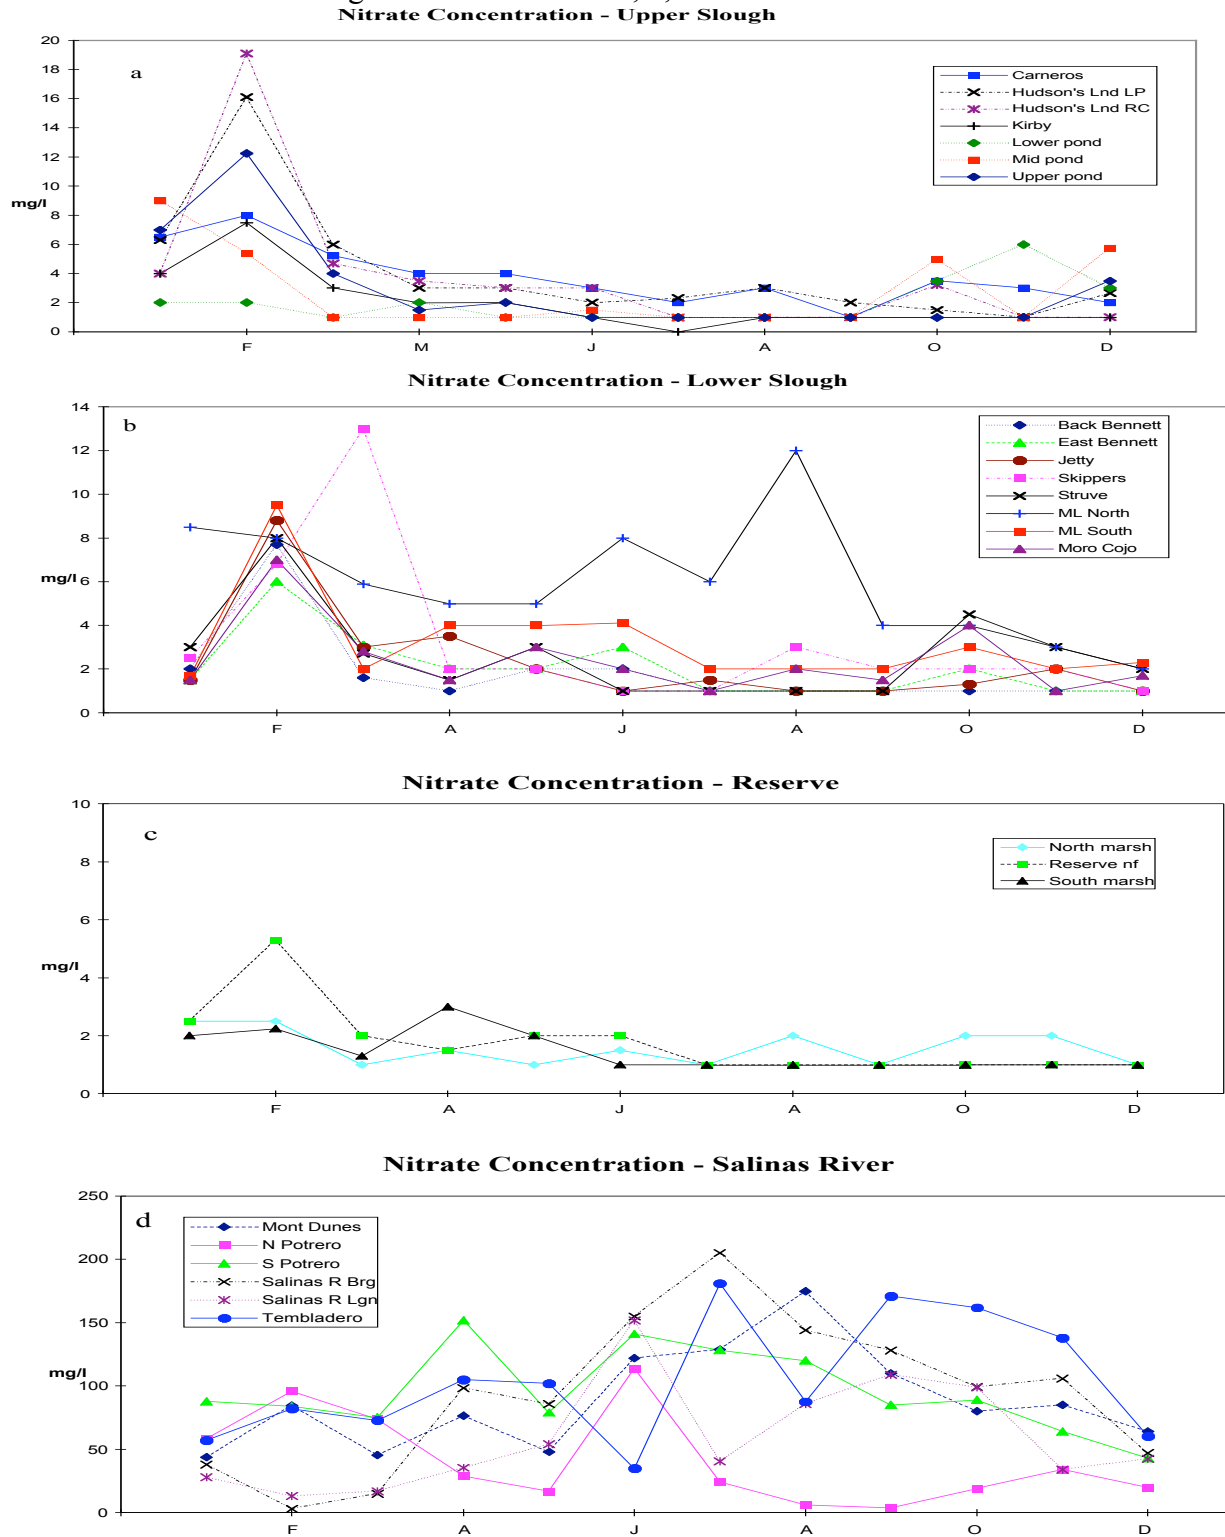 Nitrate Concentration - Upper Slough
20
18
16
14
12
10
8
6
4
2
0
mg/l
a
Carneros
Hudson's Lnd LP
Hudson's Lnd RC
Kirby
Lower pond
Mid pond
Upper pond
F M J A O D
Nitrate Concentration - Lower Slough
14
12
10
8
6
4
2
0
mg/l
b
Back Bennett
East Bennett
Jetty
Skippers
Struve
ML North
ML South
Moro Cojo
F A J A O D
Nitrate Concentration - Reserve
10
8
6
4
2
0
mg/l
c
North marsh
Reserve nf
South marsh
F A J A O D
Nitrate Concentration - Salinas River
250
200
150
100
50
0
mg/l
d
Mont Dunes
N Potrero
S Potrero
Salinas R Brg
Salinas R Lgn
Tembladero
F A J A O D